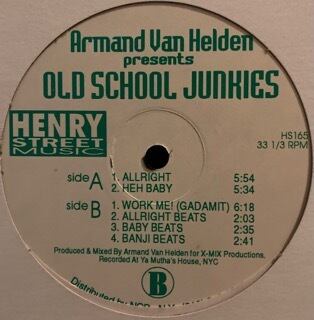 Armand Van Helden
presents
OLD SCHOOL JUNKIES
HENRY
STREET
MUSIC
HS165
33 1/3 RPM
side A 1. ALLRIGHT 5:54
2. HEH BABY 5:34
side B 1. WORK ME! (GADAMIT) 6:18
2. ALLRIGHT BEATS 2:03
3. BABY BEATS 2:35
4. BANJI BEATS 2:41
Produced & Mixed By Armand Van Helden for X-MIX Productions.
Recorded At Ya Mutha's House, NYC
B
Distributed by